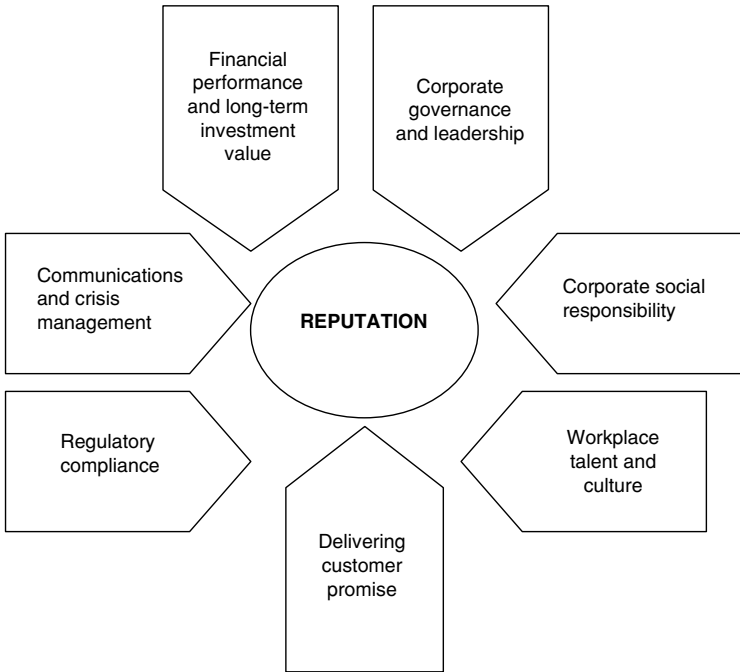 Financial
performance
and long-term
investment
value
Corporate
governance
and leadership
Communications
and crisis
management
REPUTATION
Corporate social
responsibility
Regulatory
compliance
Workplace
talent and
culture
Delivering
customer
promise